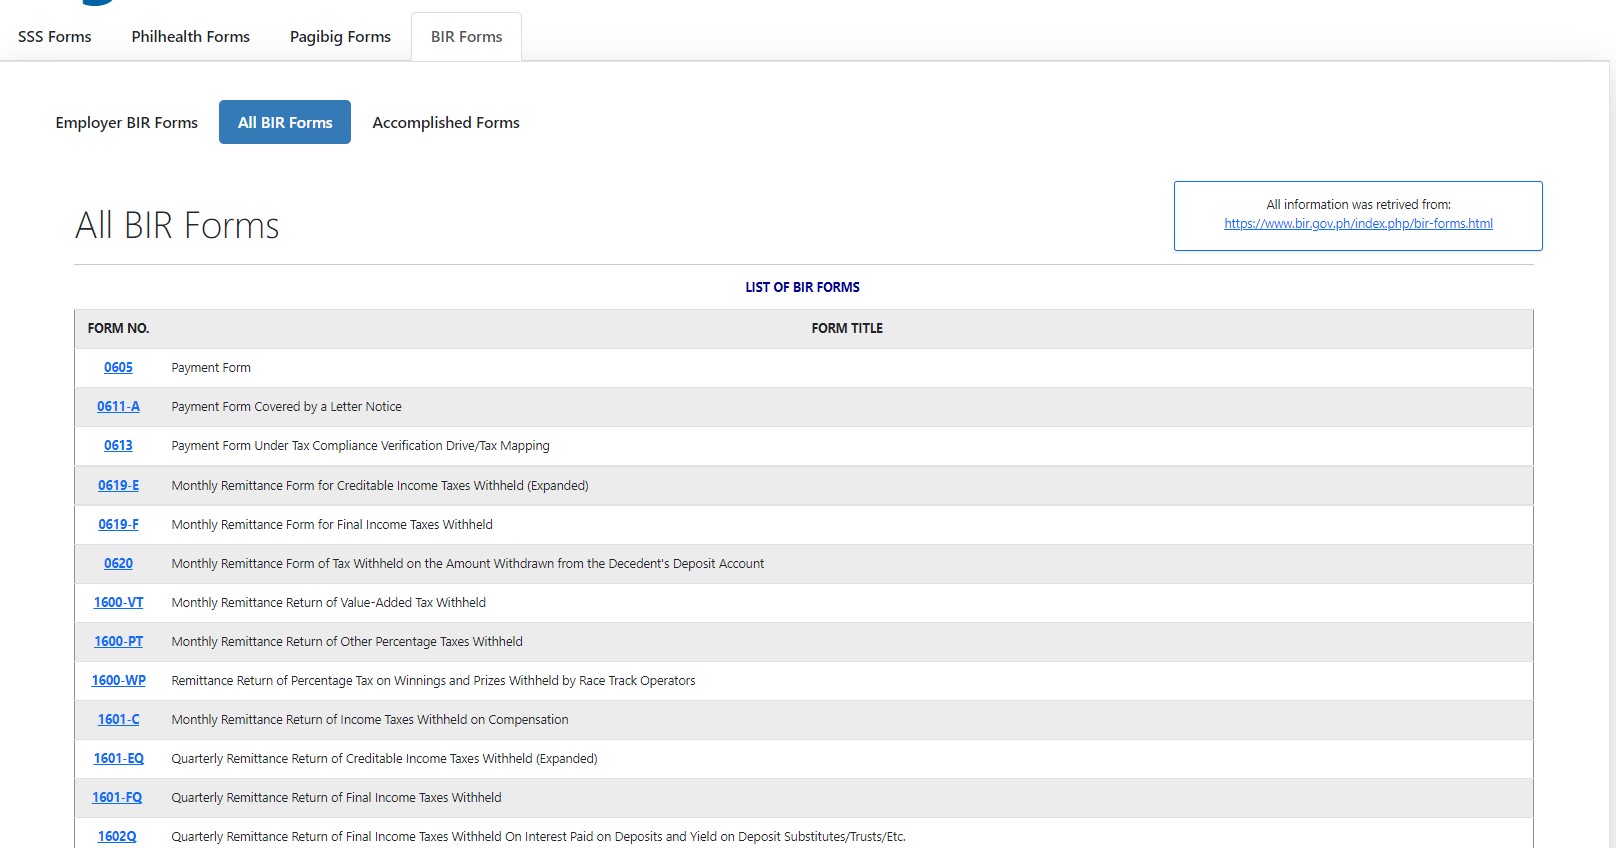 SSS Forms Philhealth Forms Pagibig Forms BIR Forms
Employer BIR Forms All BIR Forms Accomplished Forms
All BIR Forms
All information was retrived from:
https://www.bir.gov.ph/index.php/bir-forms.html
LIST OF BIR FORMS
FORM NO. FORM TITLE
0605 Payment Form
0611-A Payment Form Covered by a Letter Notice
0613 Payment Form Under Tax Compliance Verification Drive/Tax Mapping
0619-E Monthly Remittance Form for Creditable Income Taxes Withheld (Expanded)
0619-F Monthly Remittance Form for Final Income Taxes Withheld
0620 Monthly Remittance Form of Tax Withheld on the Amount Withdrawn from the Decedent's Deposit Account
1600-VT Monthly Remittance Return of Value-Added Tax Withheld
1600-PT Monthly Remittance Return of Other Percentage Taxes Withheld
1600-WP Remittance Return of Percentage Tax on Winnings and Prizes Withheld by Race Track Operators
1601-C Monthly Remittance Return of Income Taxes Withheld on Compensation
1601-EQ Quarterly Remittance Return of Creditable Income Taxes Withheld (Expanded)
1601-FQ Quarterly Remittance Return of Final Income Taxes Withheld
1602Q Quarterly Remittance Return of Final Income Taxes Withheld On Interest Paid on Deposits and Yield on Deposit Substitutes/Trusts/Etc.